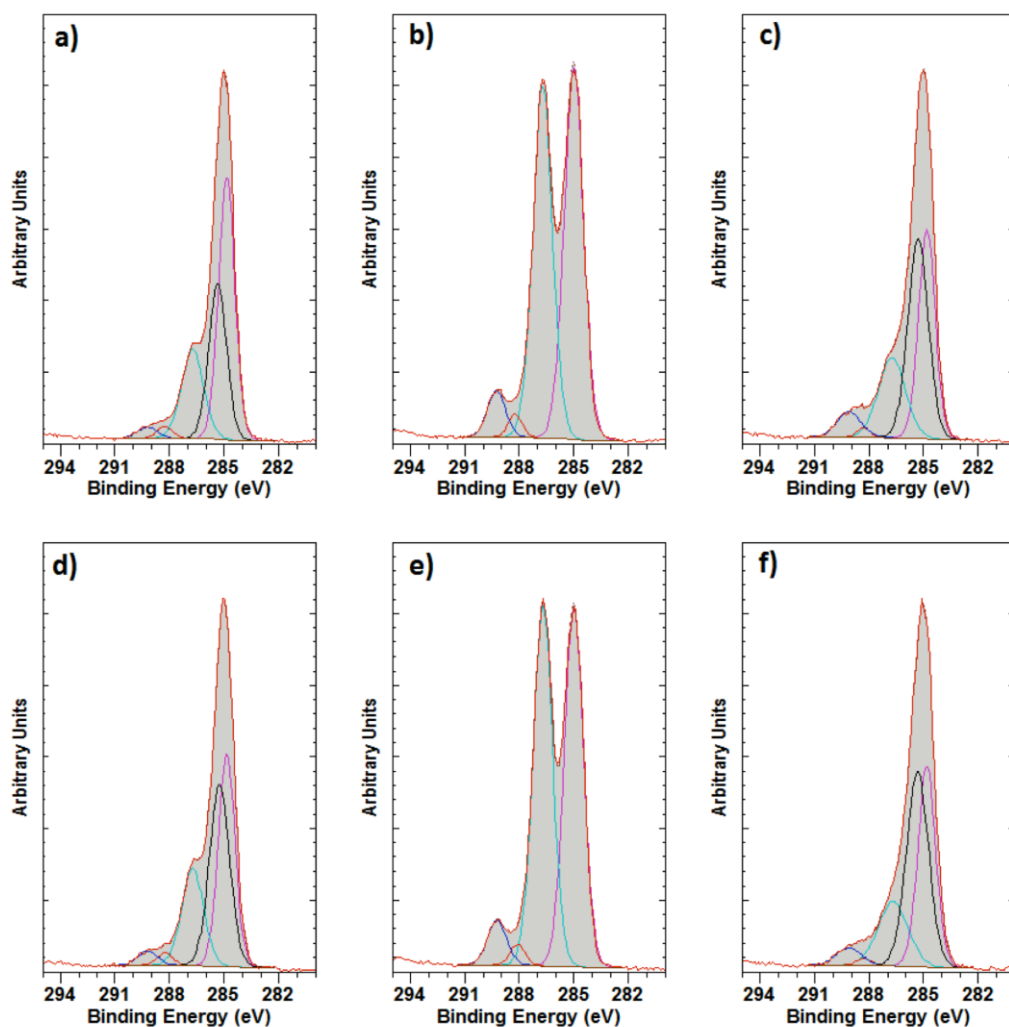 a)
Arbitrary Units
294 291 288 285 282
Binding Energy (eV)
b)
Arbitrary Units
294 291 288 285 282
Binding Energy (eV)
c)
Arbitrary Units
294 291 288 285 282
Binding Energy (eV)
d)
Arbitrary Units
294 291 288 285 282
Binding Energy (eV)
e)
Arbitrary Units
294 291 288 285 282
Binding Energy (eV)
f)
Arbitrary Units
294 291 288 285 282
Binding Energy (eV)